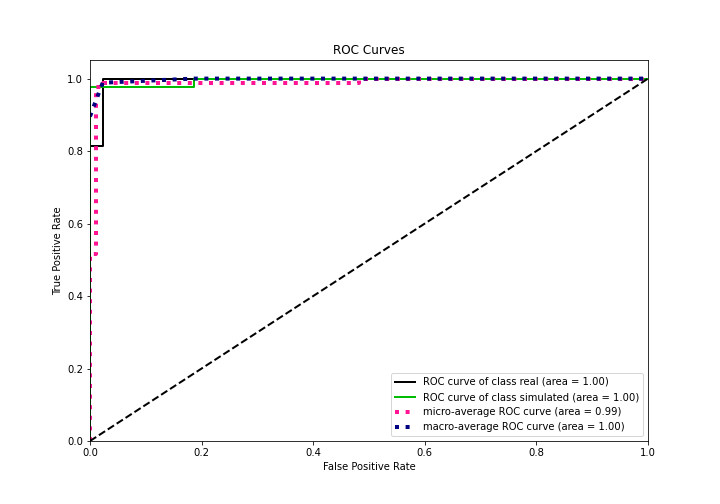 ROC Curves
1.0
0.8
0.6
0.4
0.2
0.0
True Positive Rate
ROC curve of class real (area = 1.00)
ROC curve of class simulated (area = 1.00)
micro-average ROC curve (area = 0.99)
macro-average ROC curve (area = 1.00)
0.0 0.2 0.4 0.6 0.8 1.0
False Positive Rate